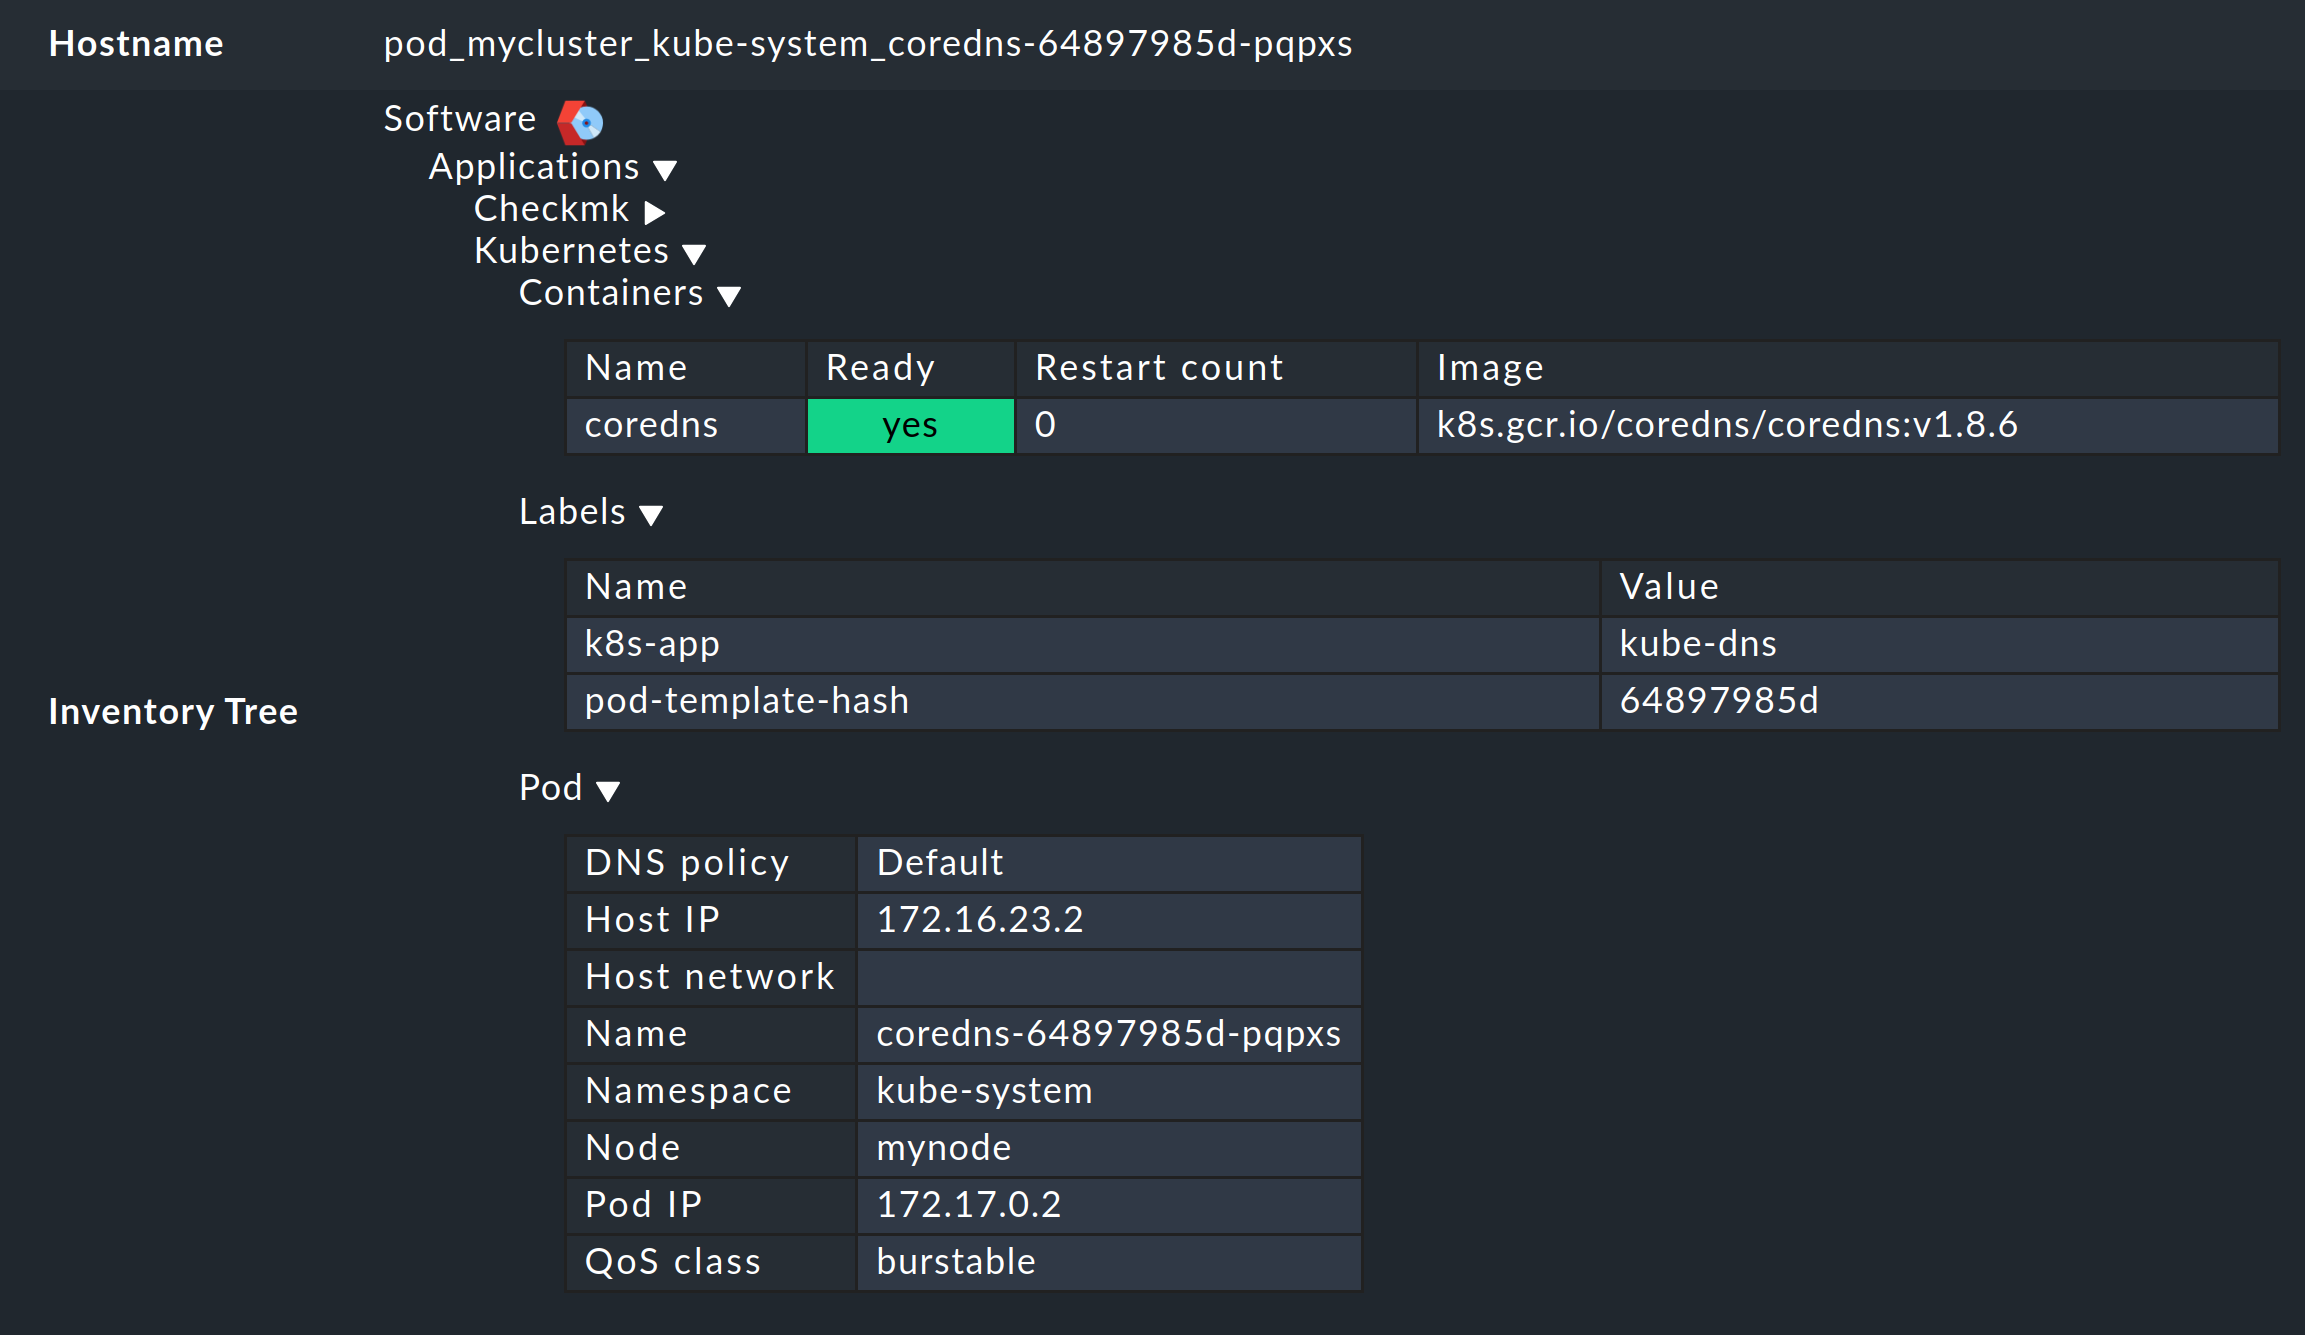 Hostname pod_mycluster_kube-system_coredns-64897985d-pqpxs
Software
Applications
Checkmk
Kubernetes
Containers
Name Ready Restart count Image
coredns yes 0 k8s.gcr.io/coredns/coredns:v1.8.6
Labels
Name Value
k8s-app kube-dns
pod-template-hash 64897985d
Inventory Tree
Pod
DNS policy Default
Host IP 172.16.23.2
Host network
Name coredns-64897985d-pqpxs
Namespace kube-system
Node mynode
Pod IP 172.17.0.2
QoS class burstable